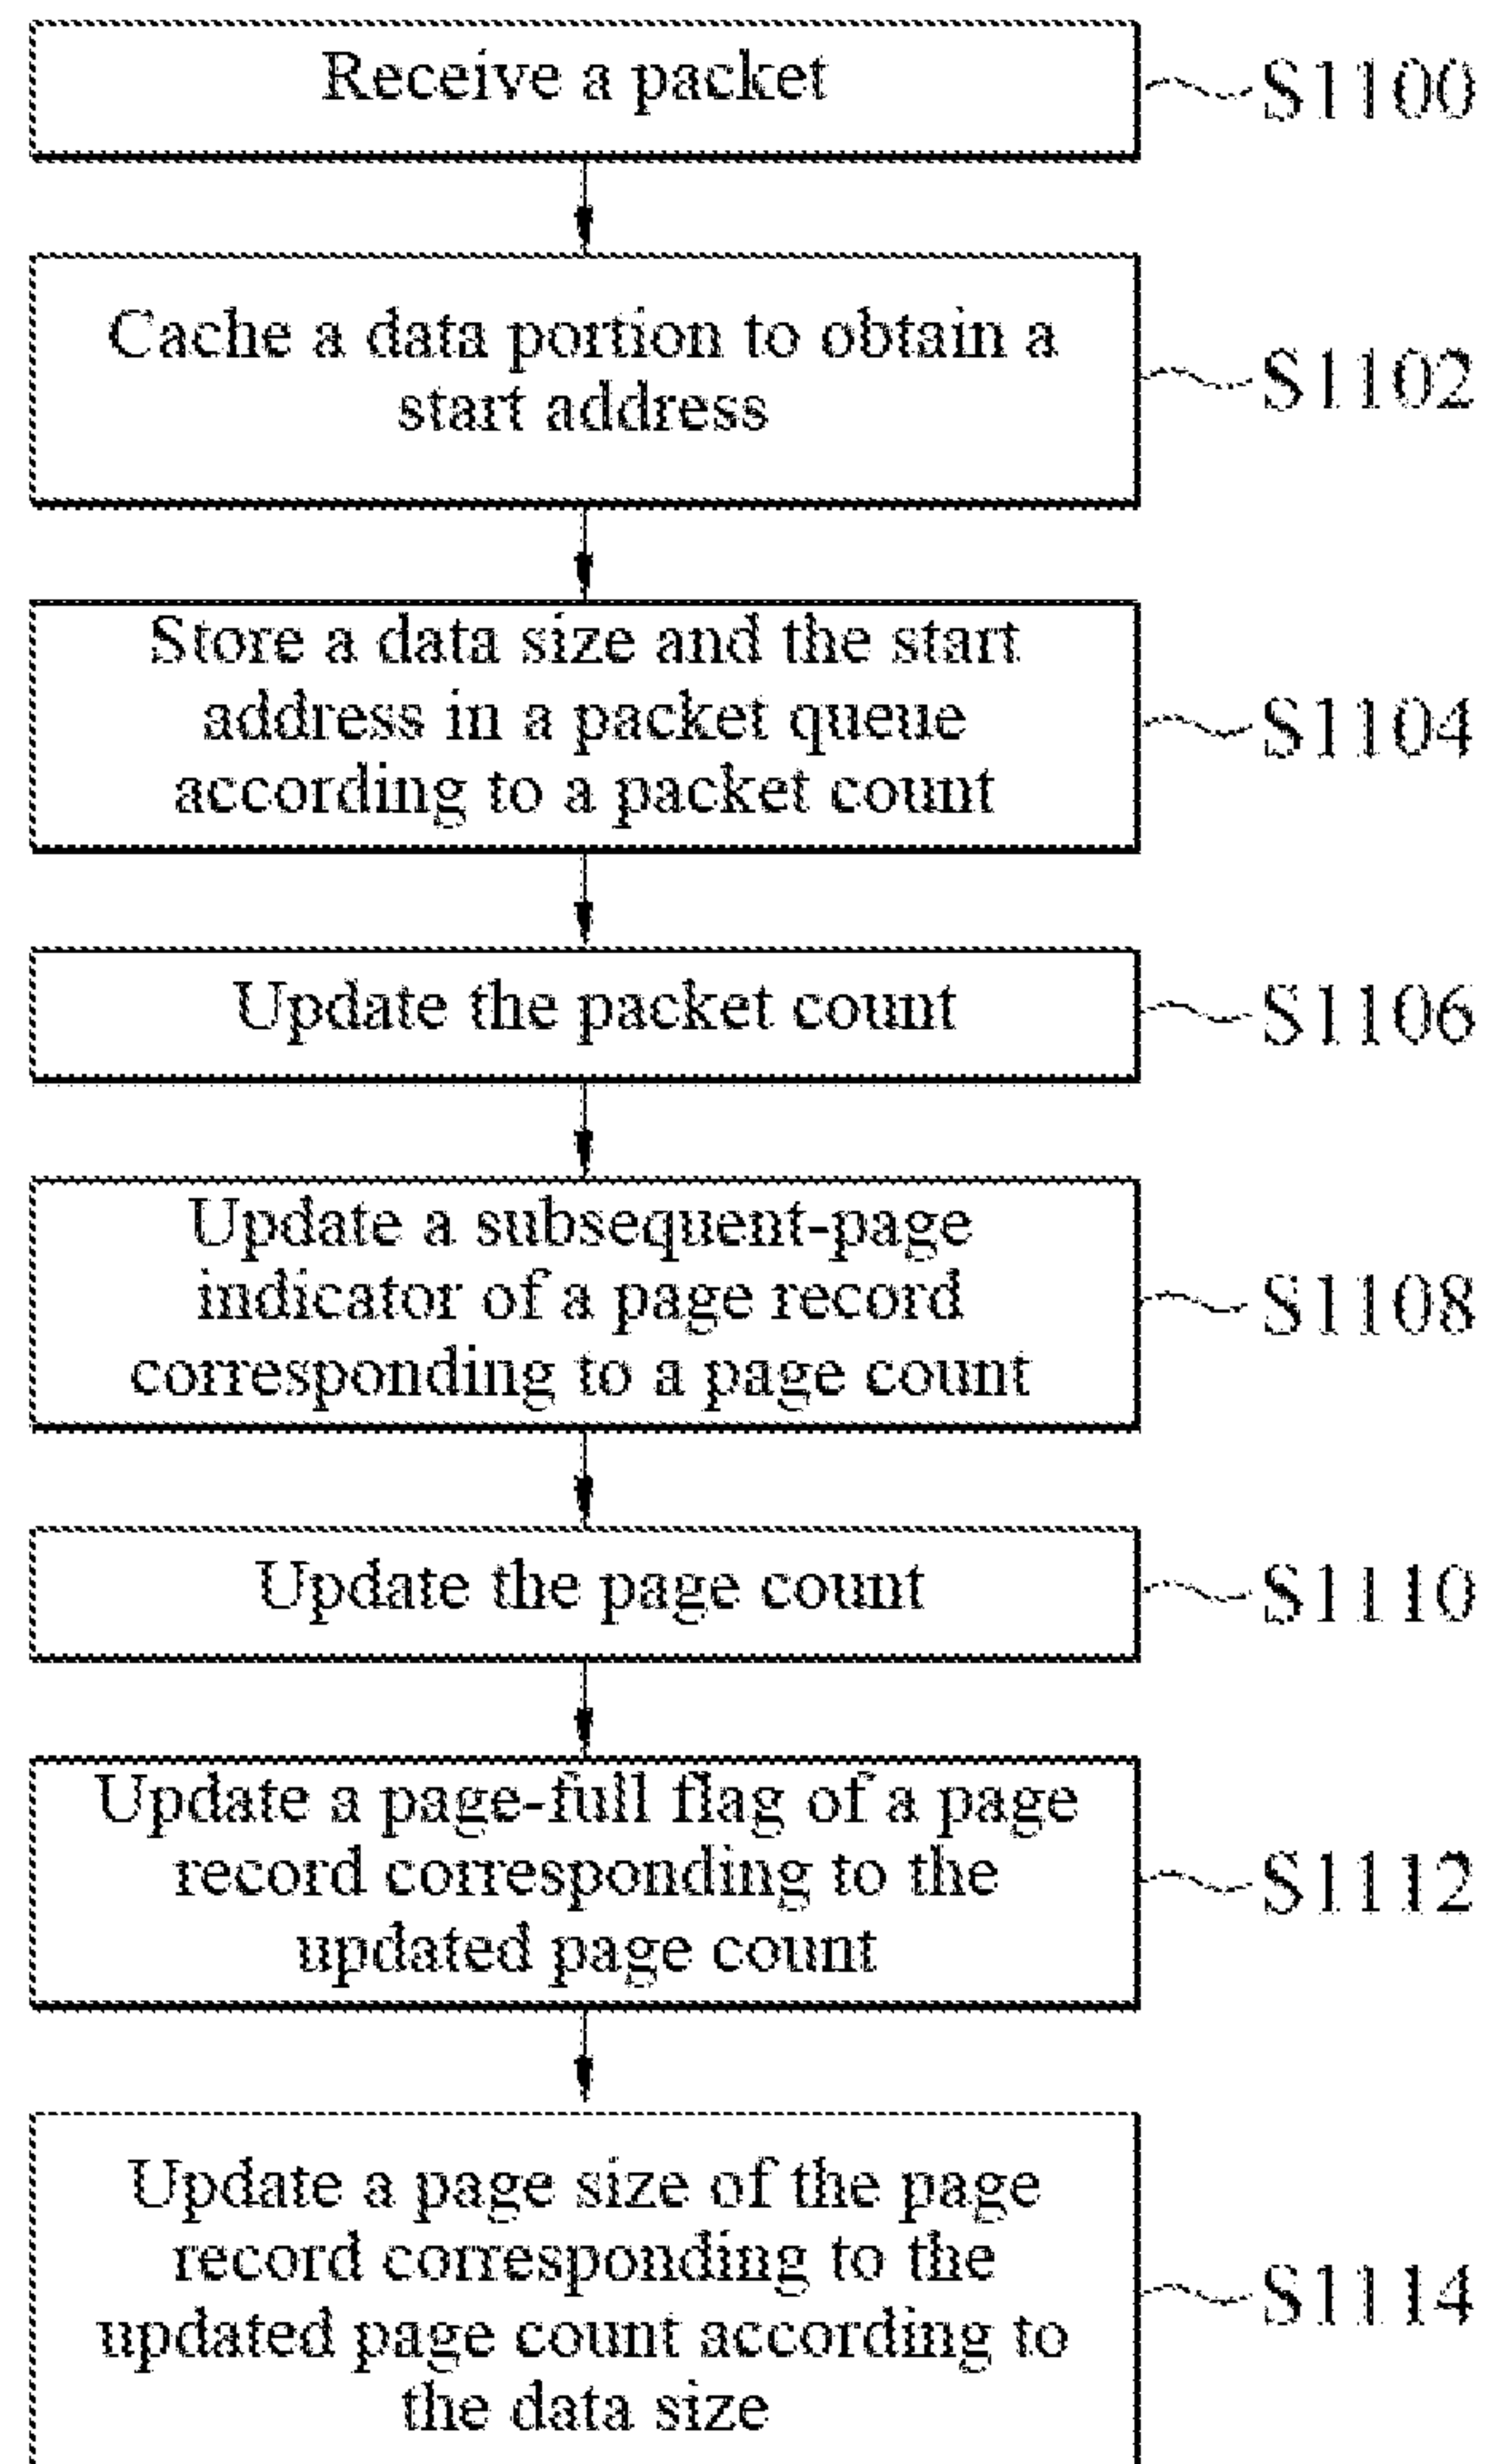 Receive a packet
S1100
Cache a data portion to obtain a
start address
S1102
Store a data size and the start
address in a packet queue
according to a packet count
S1104
Update the packet count
S1106
Update a subsequent-page
indicator of a page record
corresponding to a page count
S1108
Update the page count
S1110
Update a page-full flag of a page
record corresponding to the
updated page count
S1112
Update a page size of the page
record corresponding to the
updated page count according to
the data size
S1114